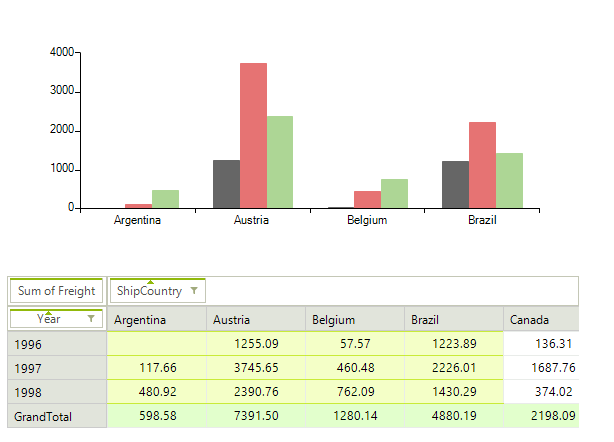 4000
3000
2000
1000
0
Argentina Austria Belgium Brazil
Sum of Freight ShipCountry
Year Argentina Austria Belgium Brazil Canada
1996 1255.09 57.57 1223.89 136.31
1997 117.66 3745.65 460.48 2226.01 1687.76
1998 480.92 2390.76 762.09 1430.29 374.02
GrandTotal 598.58 7391.50 1280.14 4880.19 2198.09